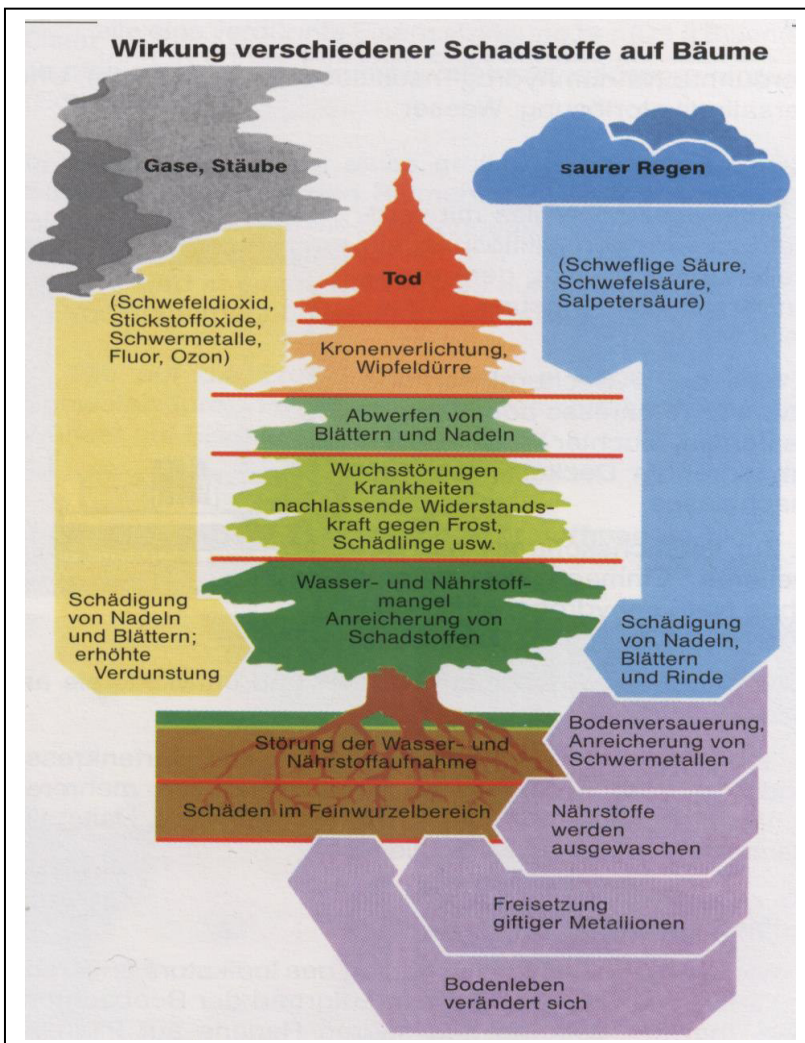 Wirkung verschiedener Schadstoffe auf Bäume
Gase, Stäube
saurer Regen
(Schwefeldioxid,
Stickstoffoxide,
Schwermetalle,
Fluor, Ozon)
(Schweflige Säure,
Schwefelsäure,
Salpetersäure)
Tod
Kronenverlichtung,
Wipfeldürre
Abwerfen von
Blättern und Nadeln
Wuchsstörungen
Krankheiten
nachlassende Widerstands-
kraft gegen Frost,
Schädlinge usw.
Wasser- und Nährstoff-
mangel
Anreicherung von
Schadstoffen
Schädigung
von Nadeln
und Blättern;
erhöhte
Verdunstung
Schädigung
von Nadeln,
Blättern
und Rinde
Störung der Wasser- und
Nährstoffaufnahme
Schäden im Feinwurzelbereich
Bodenversauerung,
Anreicherung von
Schwermetallen
Nährstoffe
werden
ausgewaschen
Freisetzung
giftiger Metallionen
Bodenleben
verändert sich